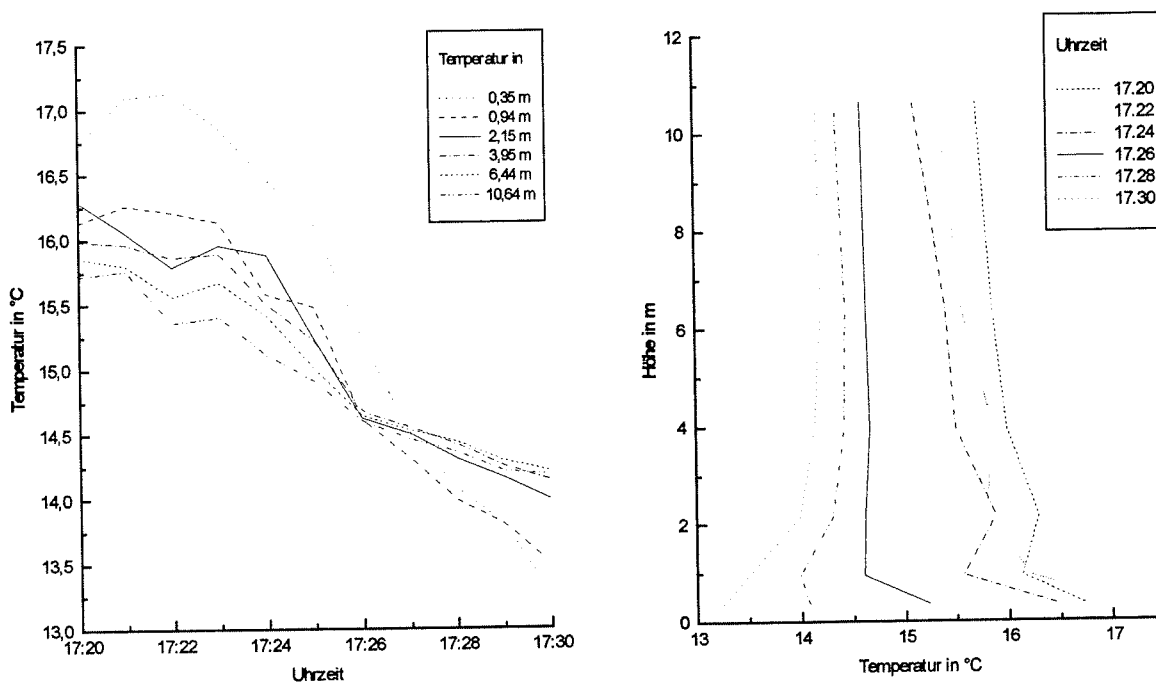 Temperatur in
0,35 m
0,94 m
2,15 m
3,95 m
6,44 m
10,64 m
17,5
17,0
16,5
16,0
15,5
15,0
14,5
14,0
13,5
13,0
Temperatur in °C
17:20
17:22
17:24
17:26
17:28
17:30
Uhrzeit
Uhrzeit
17.20
17.22
17.24
17.26
17.28
17.30
12
10
8
6
4
2
0
Höhe in m
13
14
15
16
17
Temperatur in °C